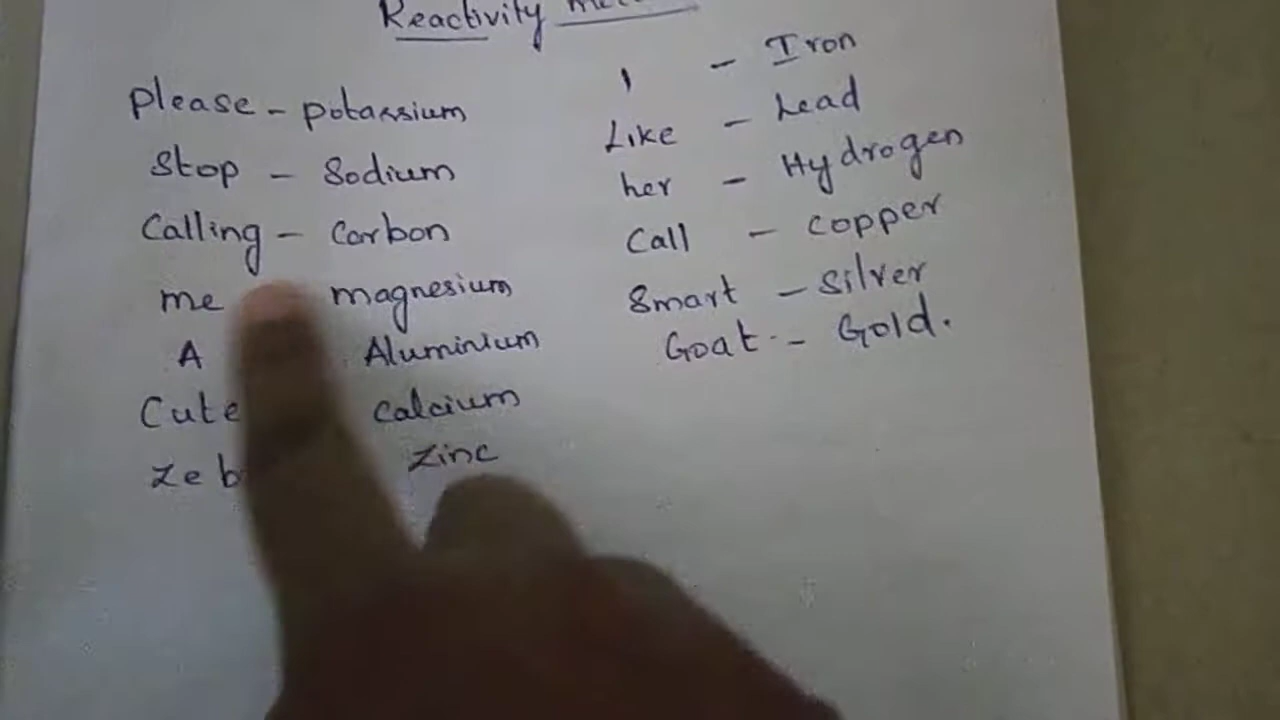 Reactivity
Please - potassium
Stop - Sodium
Calling - Carbon
me magnesium
A Aluminium
Cute Calcium
Zeb Zinc
I - Iron
Like - Lead
her - Hydrogen
Call - Copper
Smart - Silver
Goat - Gold.